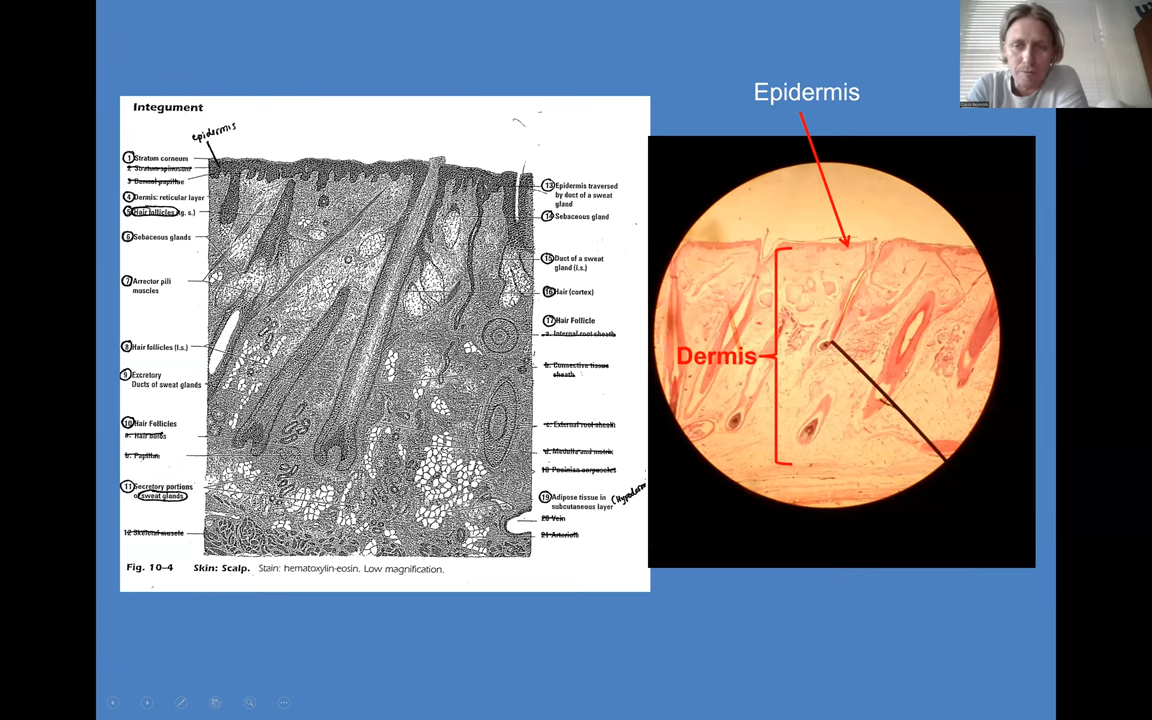 Integument
epidermis
1 Stratum corneum
2 Stratum spinosum
3 Dermal papillae
4 Dermis: reticular layer
5 Hair follicles (g. s.)
6 Sebaceous glands
7 Arrector pili
muscles
8 Hair follicles (l.s.)
9 Excretory
Ducts of sweat glands
10 Hair Follicles
a. Hair bulbs
b. Papillae
11 Secretory portions
of sweat glands
12 Skeletal muscle
13 Epidermis traversed
by duct of a sweat
gland
14 Sebaceous gland
15 Duct of a sweat
gland (l.s.)
16 Hair (cortex)
17 Hair Follicle
a. Internal root sheath
b. Connective tissue
sheath
c. External root sheath
d. Medulla and matrix
18 Pacinian corpuscles
19 Adipose tissue in
subcutaneous layer
20 Vein
21 Arteriole
Fig. 10–4 Skin: Scalp. Stain: hematoxylin-eosin. Low magnification.
Epidermis
Dermis